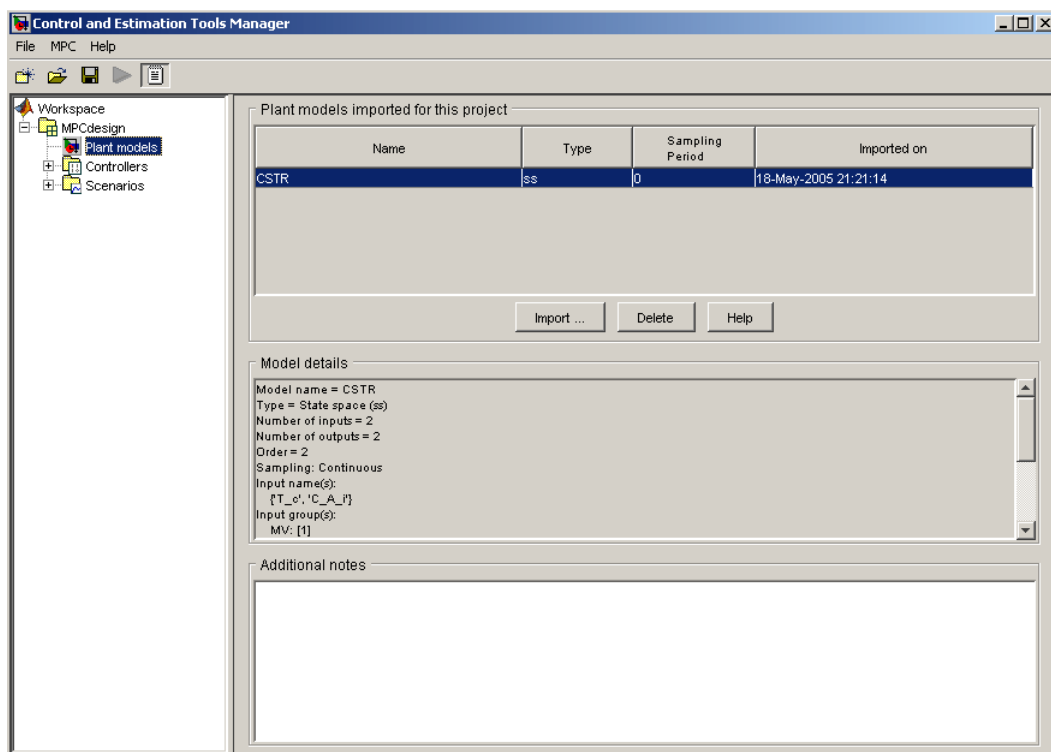 Control and Estimation Tools Manager
File MPC Help
Workspace
MPCdesign
Plant models
Controllers
Scenarios
Plant models imported for this project
Name Type Sampling Period Imported on
CSTR ss 0 18-May-2005 21:21:14
Import ... Delete Help
Model details
Model name = CSTR
Type = State space (ss)
Number of inputs = 2
Number of outputs = 2
Order = 2
Sampling: Continuous
Input name(s):
{'T_c', 'C_A_i'}
Input group(s):
MV: [1]
Additional notes